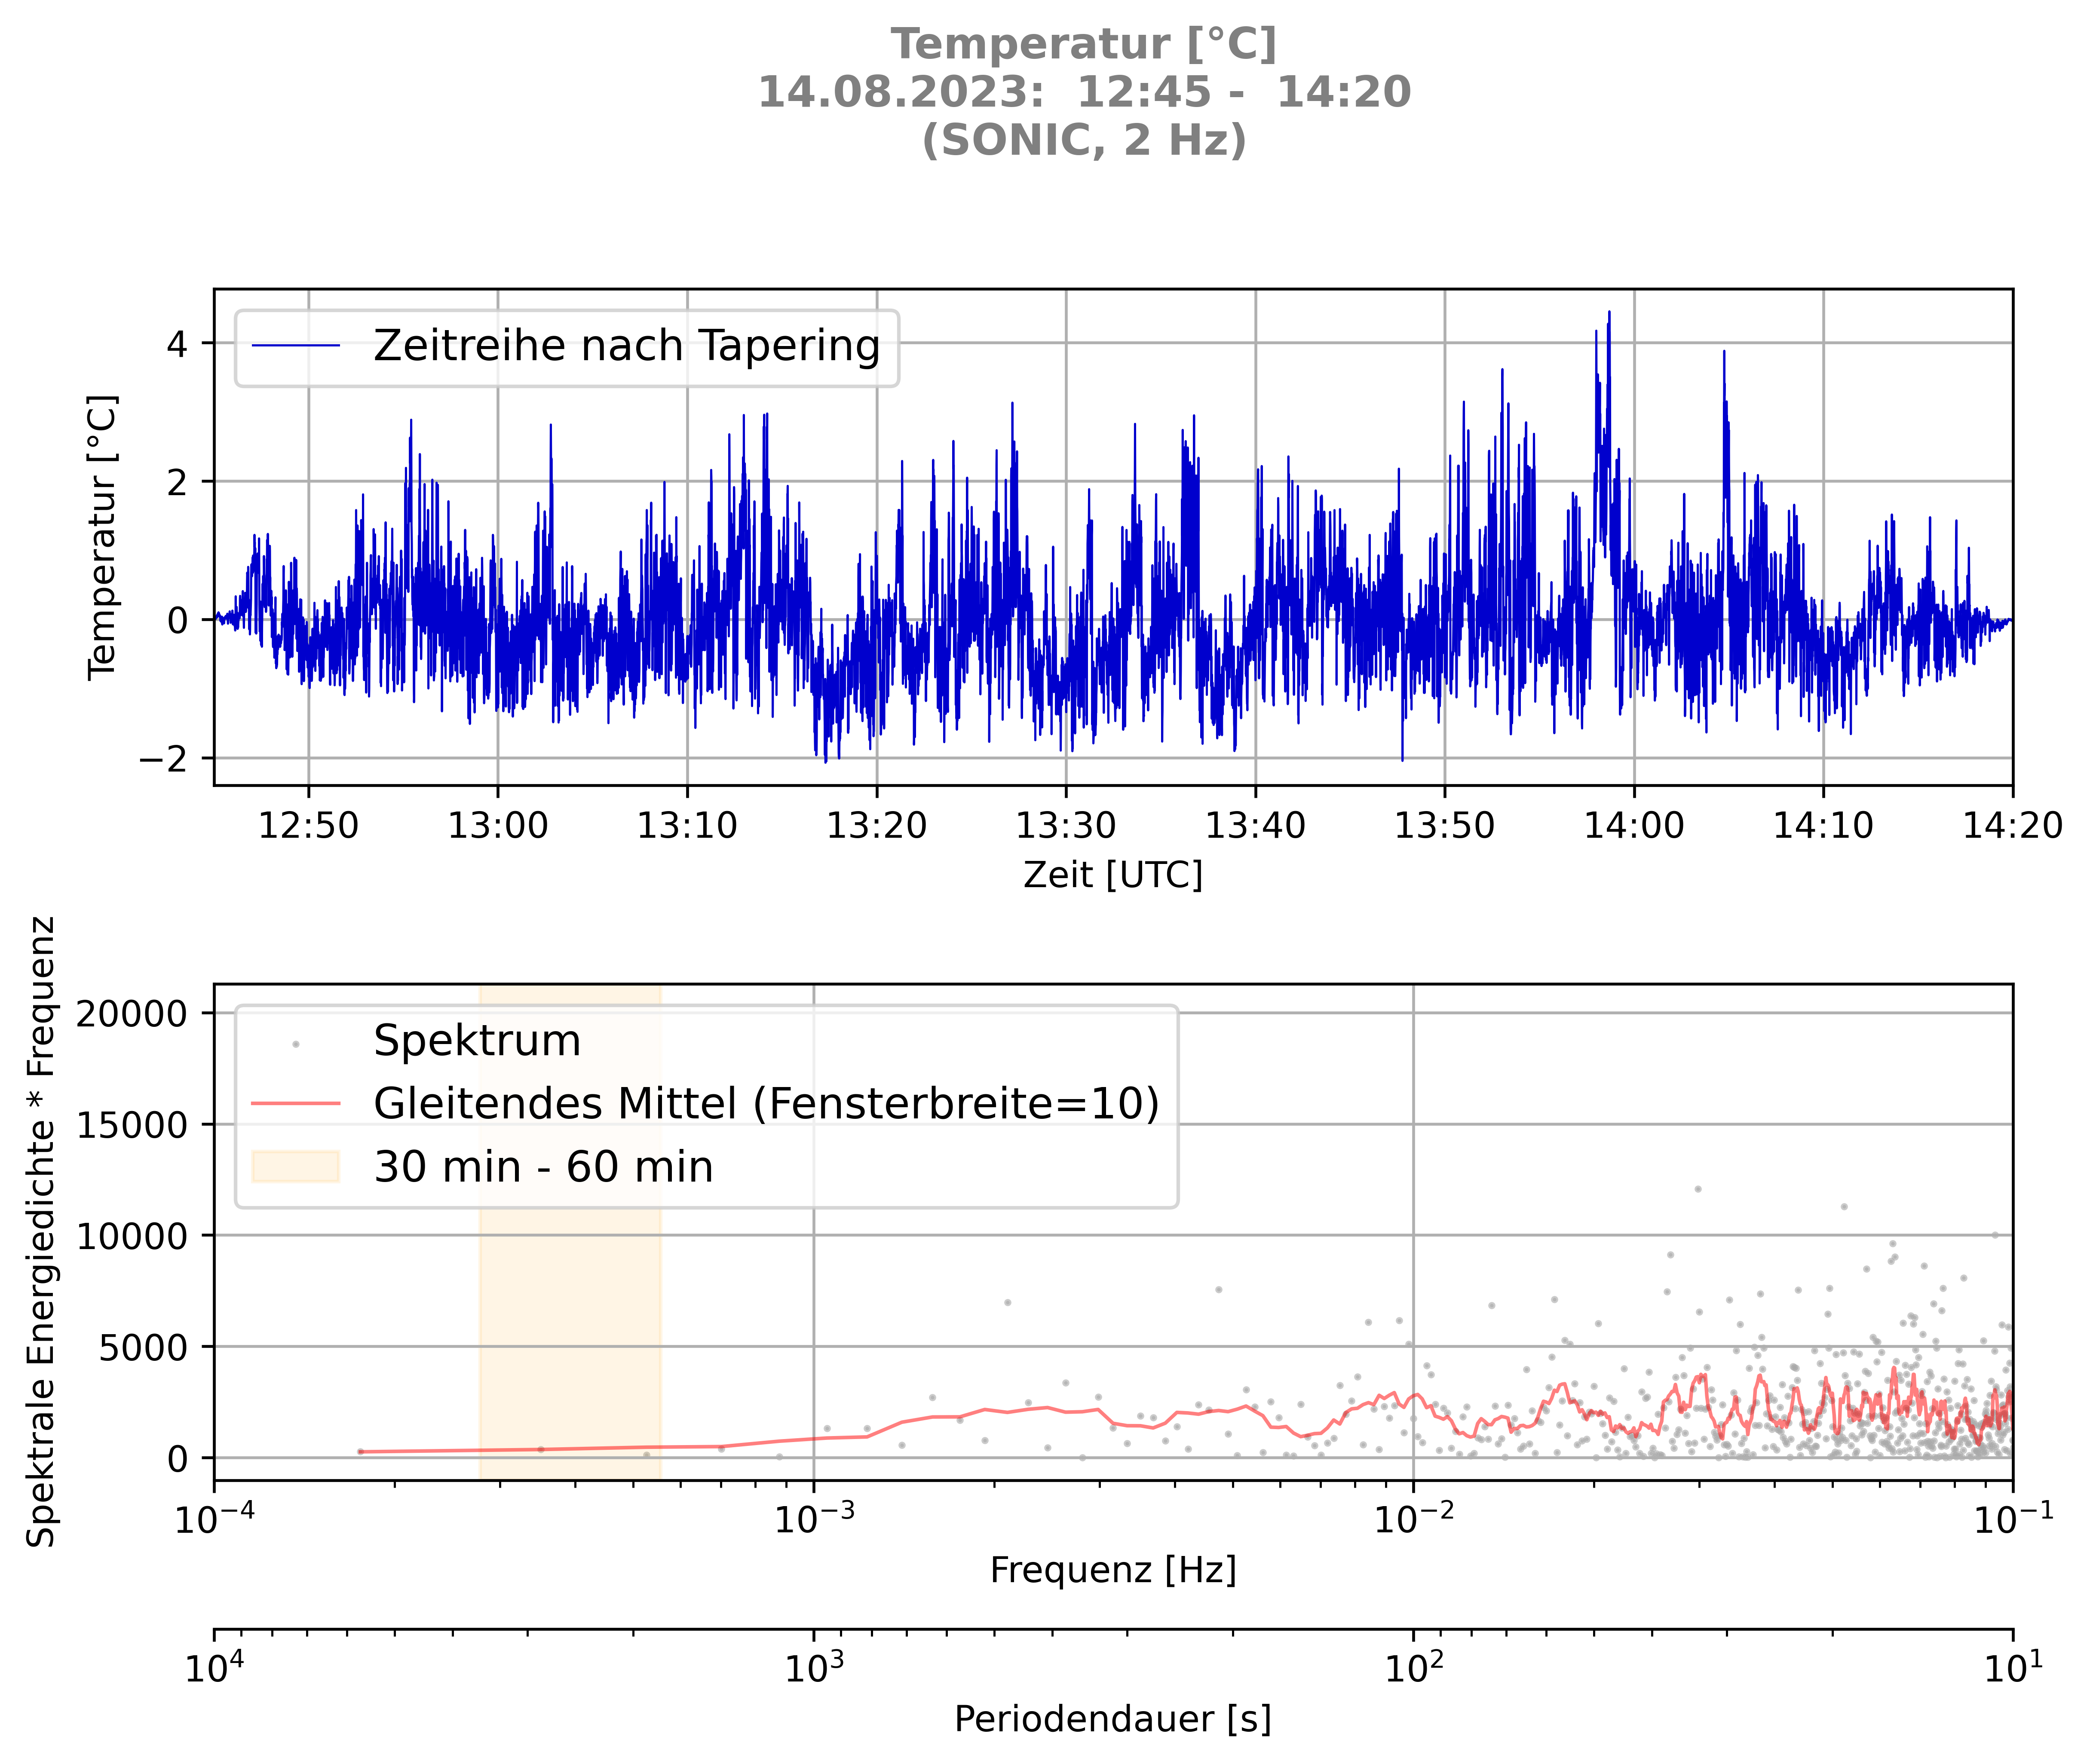 Temperatur [°C]
14.08.2023:  12:45 -  14:20
(SONIC, 2 Hz)
Zeitreihe nach Tapering
Temperatur [°C]
4
2
0
−2
12:50 13:00 13:10 13:20 13:30 13:40 13:50 14:00 14:10 14:20
Zeit [UTC]
Spektrale Energiedichte * Frequenz
20000
15000
10000
5000
0
Spektrum
Gleitendes Mittel (Fensterbreite=10)
30 min - 60 min
10⁻⁴ 10⁻³ 10⁻² 10⁻¹
Frequenz [Hz]
10⁴ 10³ 10² 10¹
Periodendauer [s]